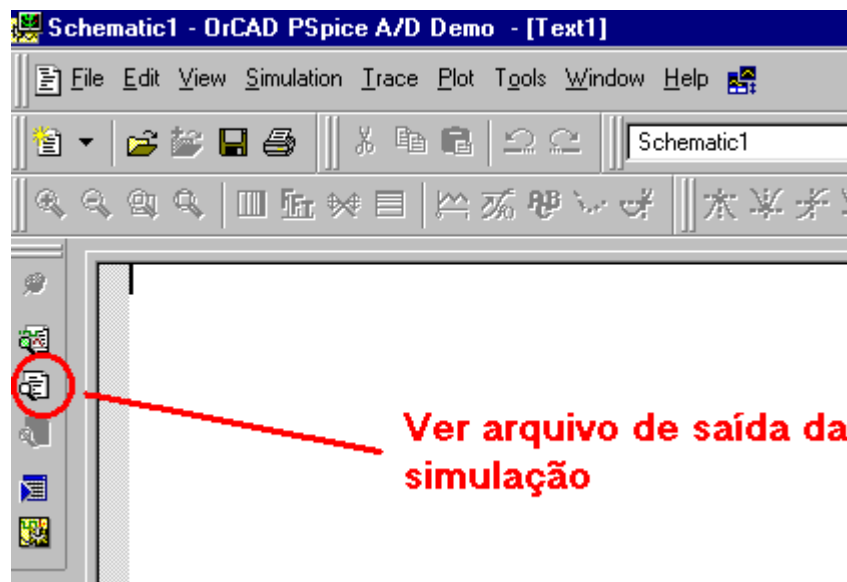 Schematic1 - OrCAD PSpice A/D Demo - [Text1]
File Edit View Simulation Trace Plot Tools Window Help
Schematic1
FFT
Ver arquivo de saída da
simulação